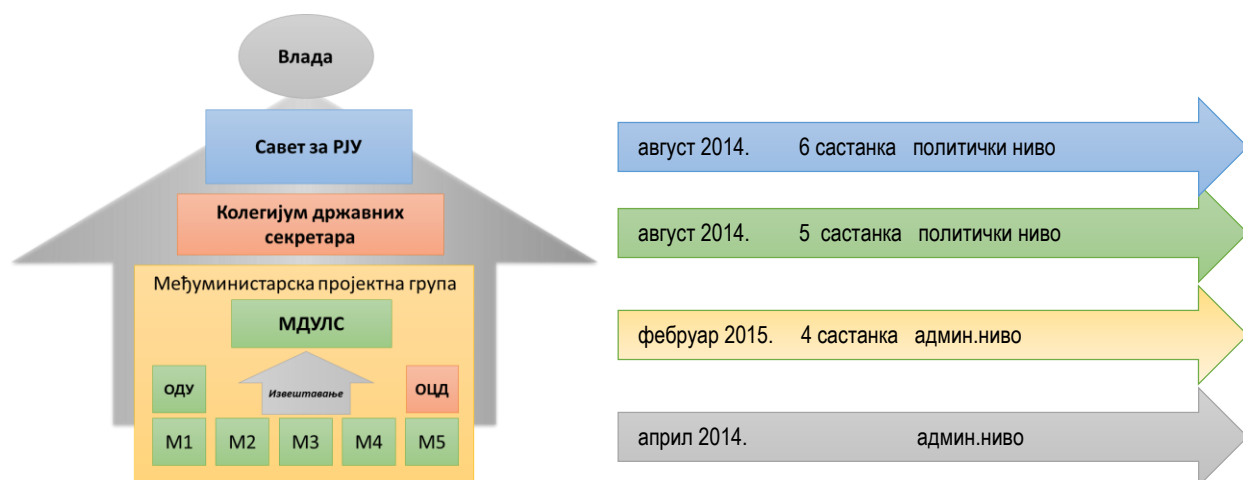 Влада
Савет за РЈУ
Колегијум државних
секретара
Међуминистарска пројектна група
МДУЛС
ОДУ
Извештавање
ОЦД
М1
М2
М3
М4
М5
август 2014. 6 састанка политички ниво
август 2014. 5 састанка политички ниво
фебруар 2015. 4 састанка админ.ниво
април 2014. админ.ниво